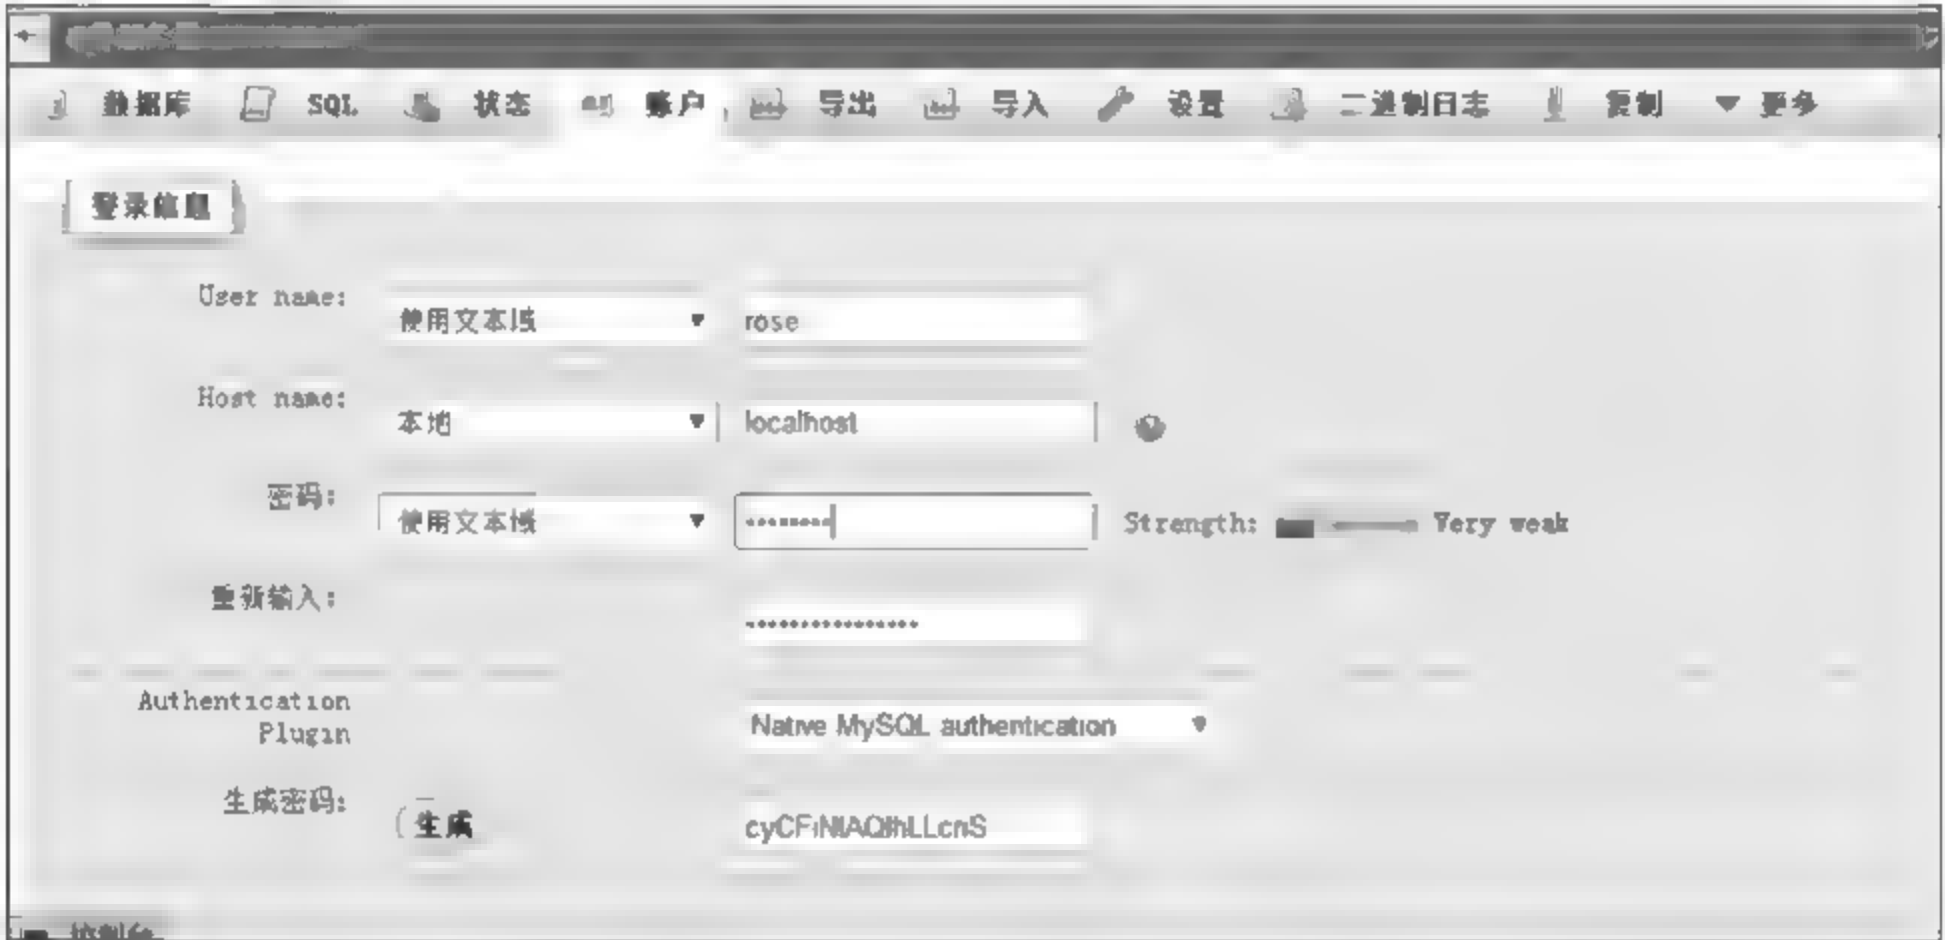 数据库 SQL 状态 账户 导出 导入 设置 二进制日志 复制 ▼ 更多
登录信息
User name: 使用文本域 ▼ rose
Host name: 本地 ▼ localhost
密码: 使用文本域 ▼ •••••••• Strength: Very weak
重新输入: ••••••••••••••••
Authentication
Plugin
Native MySQL authentication ▼
生成密码: 生成
控制台